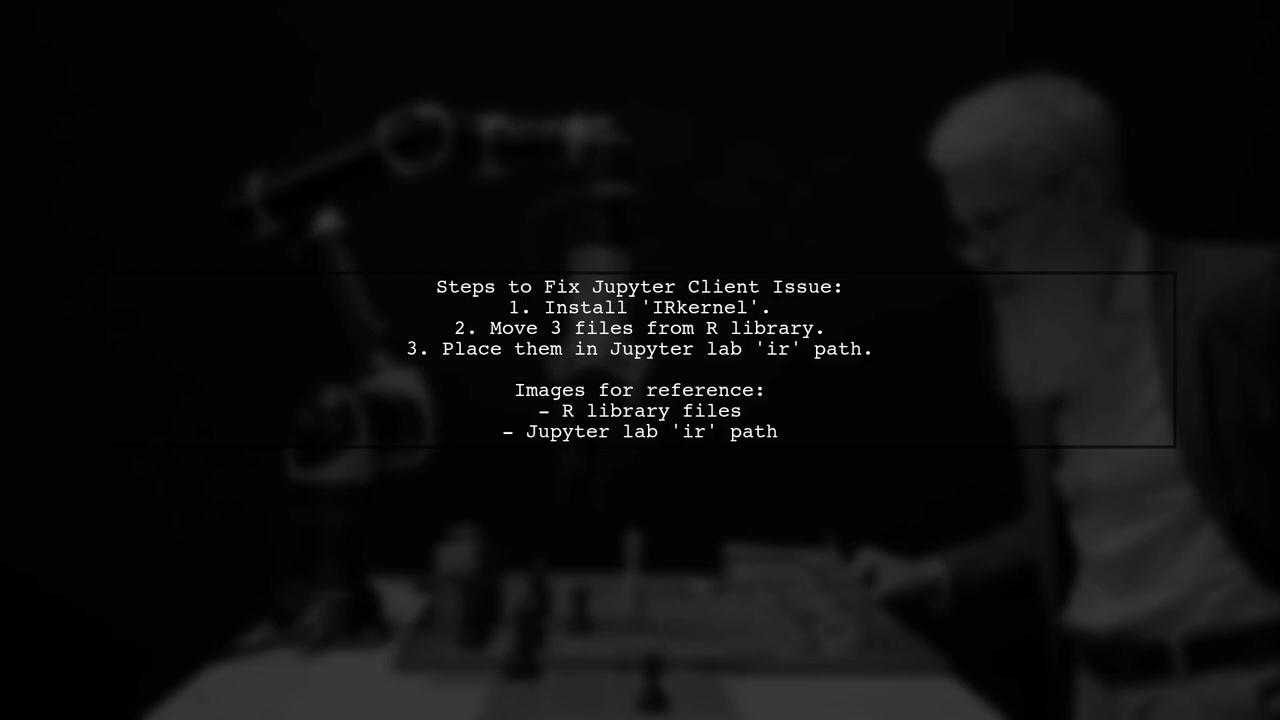 Steps to Fix Jupyter Client Issue:
1. Install 'IRkernel'.
2. Move 3 files from R library.
3. Place them in Jupyter lab 'ir' path.
Images for reference:
- R library files
- Jupyter lab 'ir' path